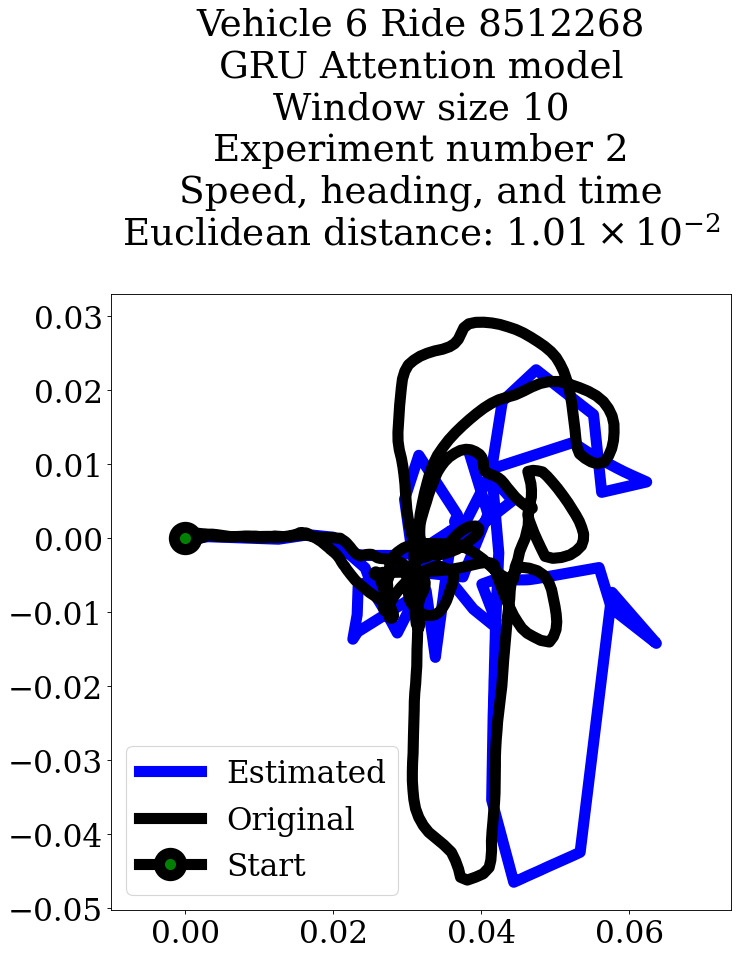 Vehicle 6 Ride 8512268
GRU Attention model
Window size 10
Experiment number 2
Speed, heading, and time
Euclidean distance: 1.01 × 10⁻²
0.03
0.02
0.01
0.00
−0.01
−0.02
−0.03
−0.04
−0.05
Estimated
Original
Start
0.00 0.02 0.04 0.06